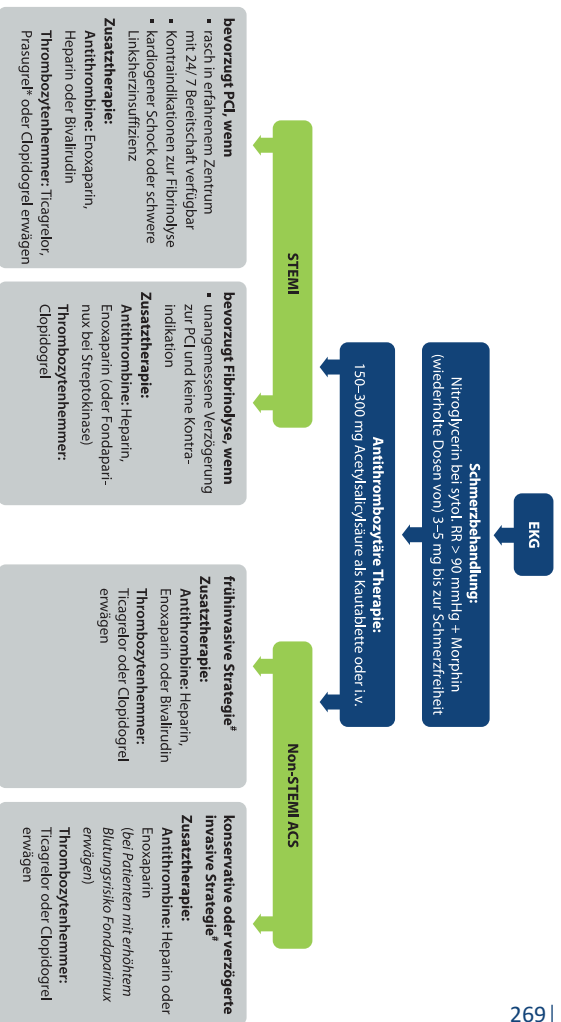 EKG
Schmerzbehandlung:
Nitroglycerin bei sytol. RR > 90 mmHg + Morphin
(wiederholte Dosen von) 3–5 mg bis zur Schmerzfreiheit
Antithrombozytäre Therapie:
150–300 mg Acetylsalicylsäure als Kautablette oder i.v.
STEMI
Non-STEMI ACS
bevorzugt PCI, wenn
▪ rasch in erfahrenem Zentrum
mit 24/ 7 Bereitschaft verfügbar
▪ Kontraindikationen zur Fibrinolyse
▪ kardiogener Schock oder schwere
Linksherzinsuffizienz
Zusatztherapie:
Antithrombine: Enoxaparin,
Heparin oder Bivalirudin
Thrombozytenhemmer: Ticagrelor,
Prasugrel* oder Clopidogrel erwägen
bevorzugt Fibrinolyse, wenn
▪ unangemessene Verzögerung
zur PCI und keine Kontra-
indikation
Zusatztherapie:
Antithrombine: Heparin,
Enoxaparin (oder Fondapari-
nux bei Streptokinase)
Thrombozytenhemmer:
Clopidogrel
frühinvasive Strategie#
Zusatztherapie:
Antithrombine: Heparin,
Enoxaparin oder Bivalirudin
Thrombozytenhemmer:
Ticagrelor oder Clopidogrel
erwägen
konservative oder verzögerte
invasive Strategie#
Zusatztherapie:
Antithrombine: Heparin oder
Enoxaparin
(bei Patienten mit erhöhtem
Blutungsrisiko Fondaparinux
erwägen)
Thrombozytenhemmer:
Ticagrelor oder Clopidogrel
erwägen
269 |